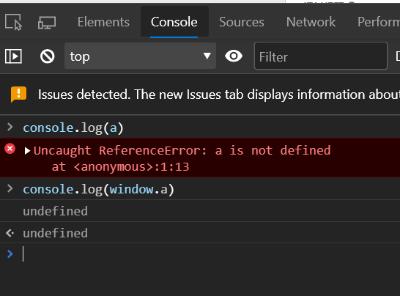 Elements Console Sources Network Perform
top Filter
Issues detected. The new Issues tab displays information abou
console.log(a)
Uncaught ReferenceError: a is not defined
at <anonymous>:1:13
console.log(window.a)
undefined
undefined